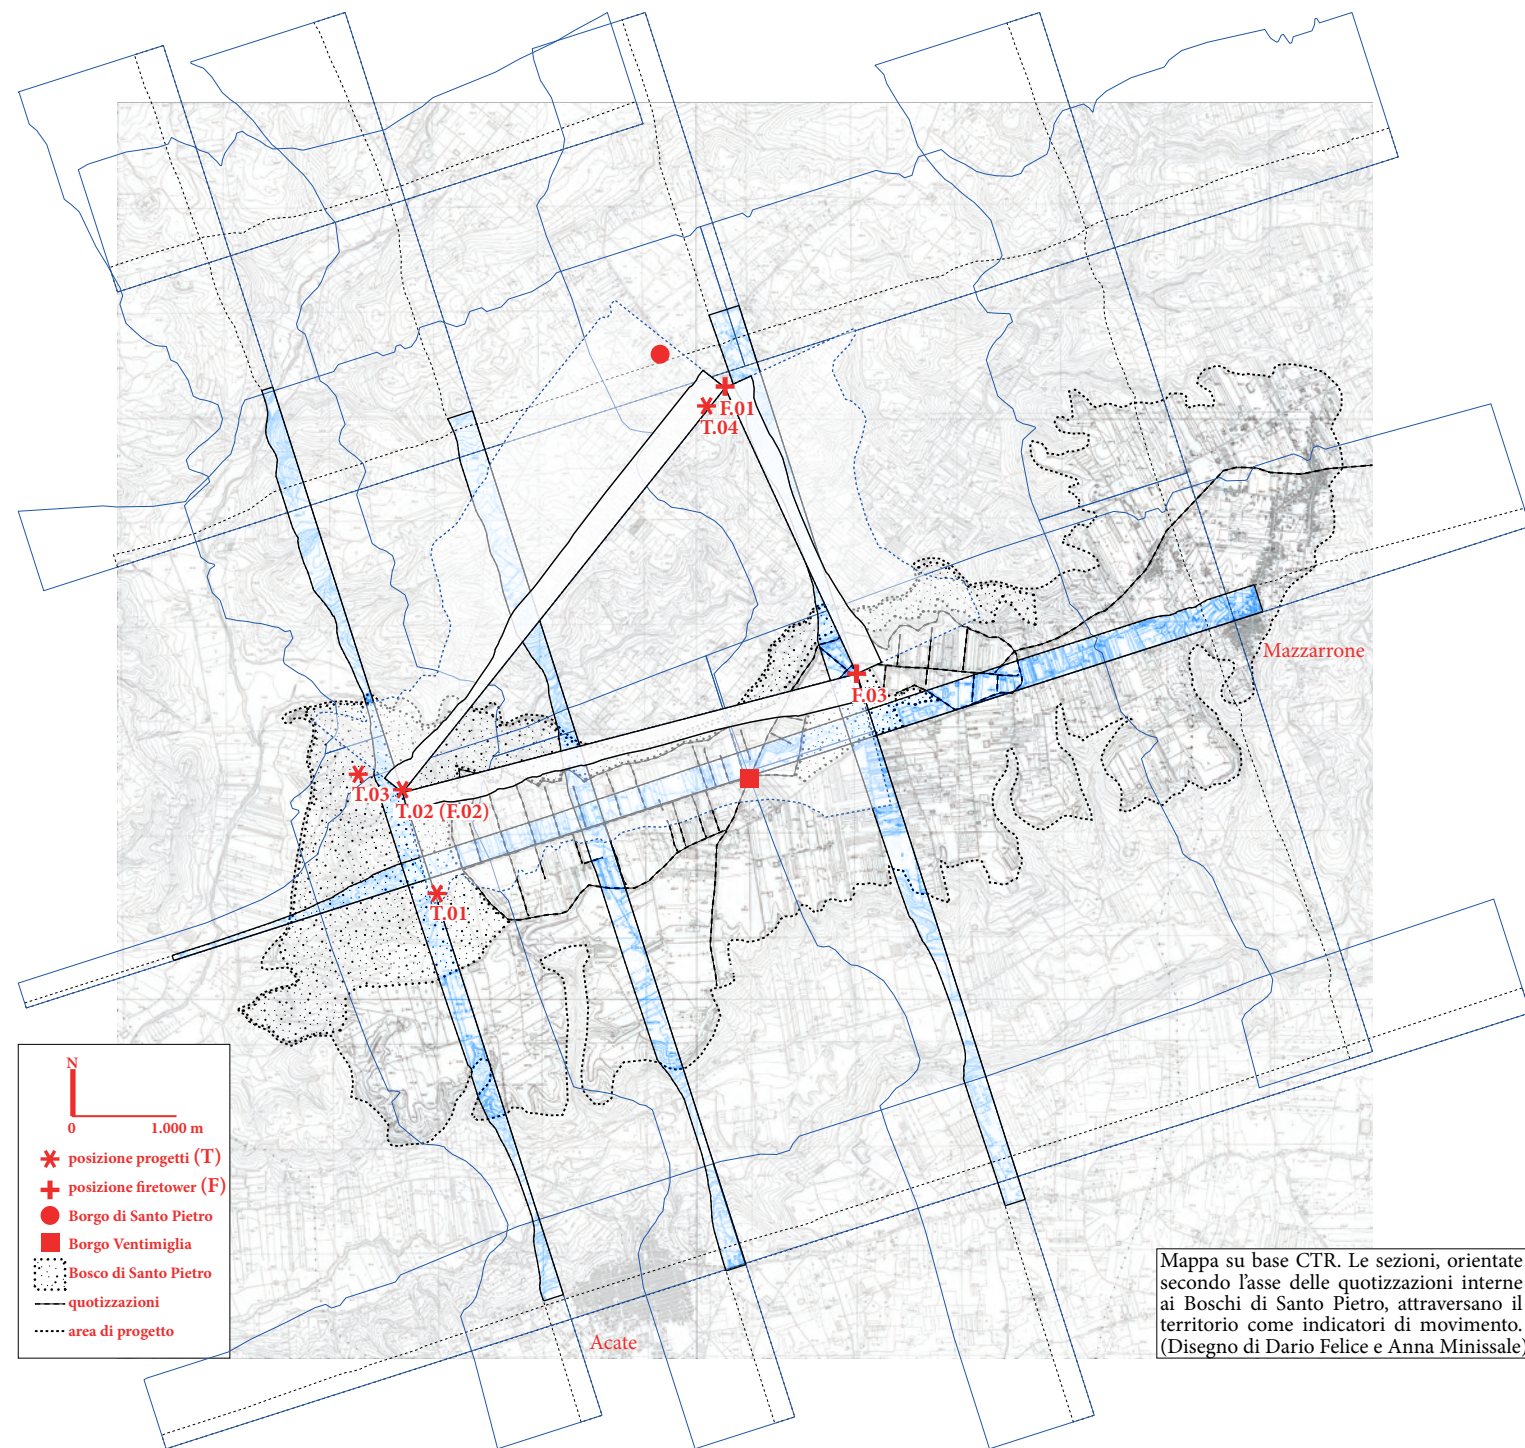 F.01
T.04
Mazzarrone
F.03
T.03
T.02 (F.02)
T.01
N
0 1.000 m
posizione progetti (T)
posizione firetower (F)
Borgo di Santo Pietro
Borgo Ventimiglia
Bosco di Santo Pietro
quotizzazioni
area di progetto
Acate
Mappa su base CTR. Le sezioni, orientate
secondo l'asse delle quotizzazioni interne
ai Boschi di Santo Pietro, attraversano il
territorio come indicatori di movimento.
(Disegno di Dario Felice e Anna Minissale)